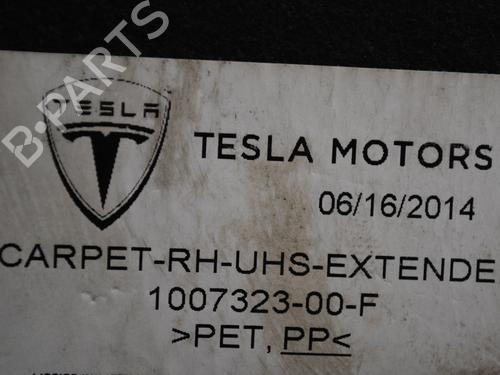 TESLA
TESLA MOTORS
06/16/2014
CARPET-RH-UHS-EXTENDE
1007323-00-F
>PET, PP<
B-PARTS